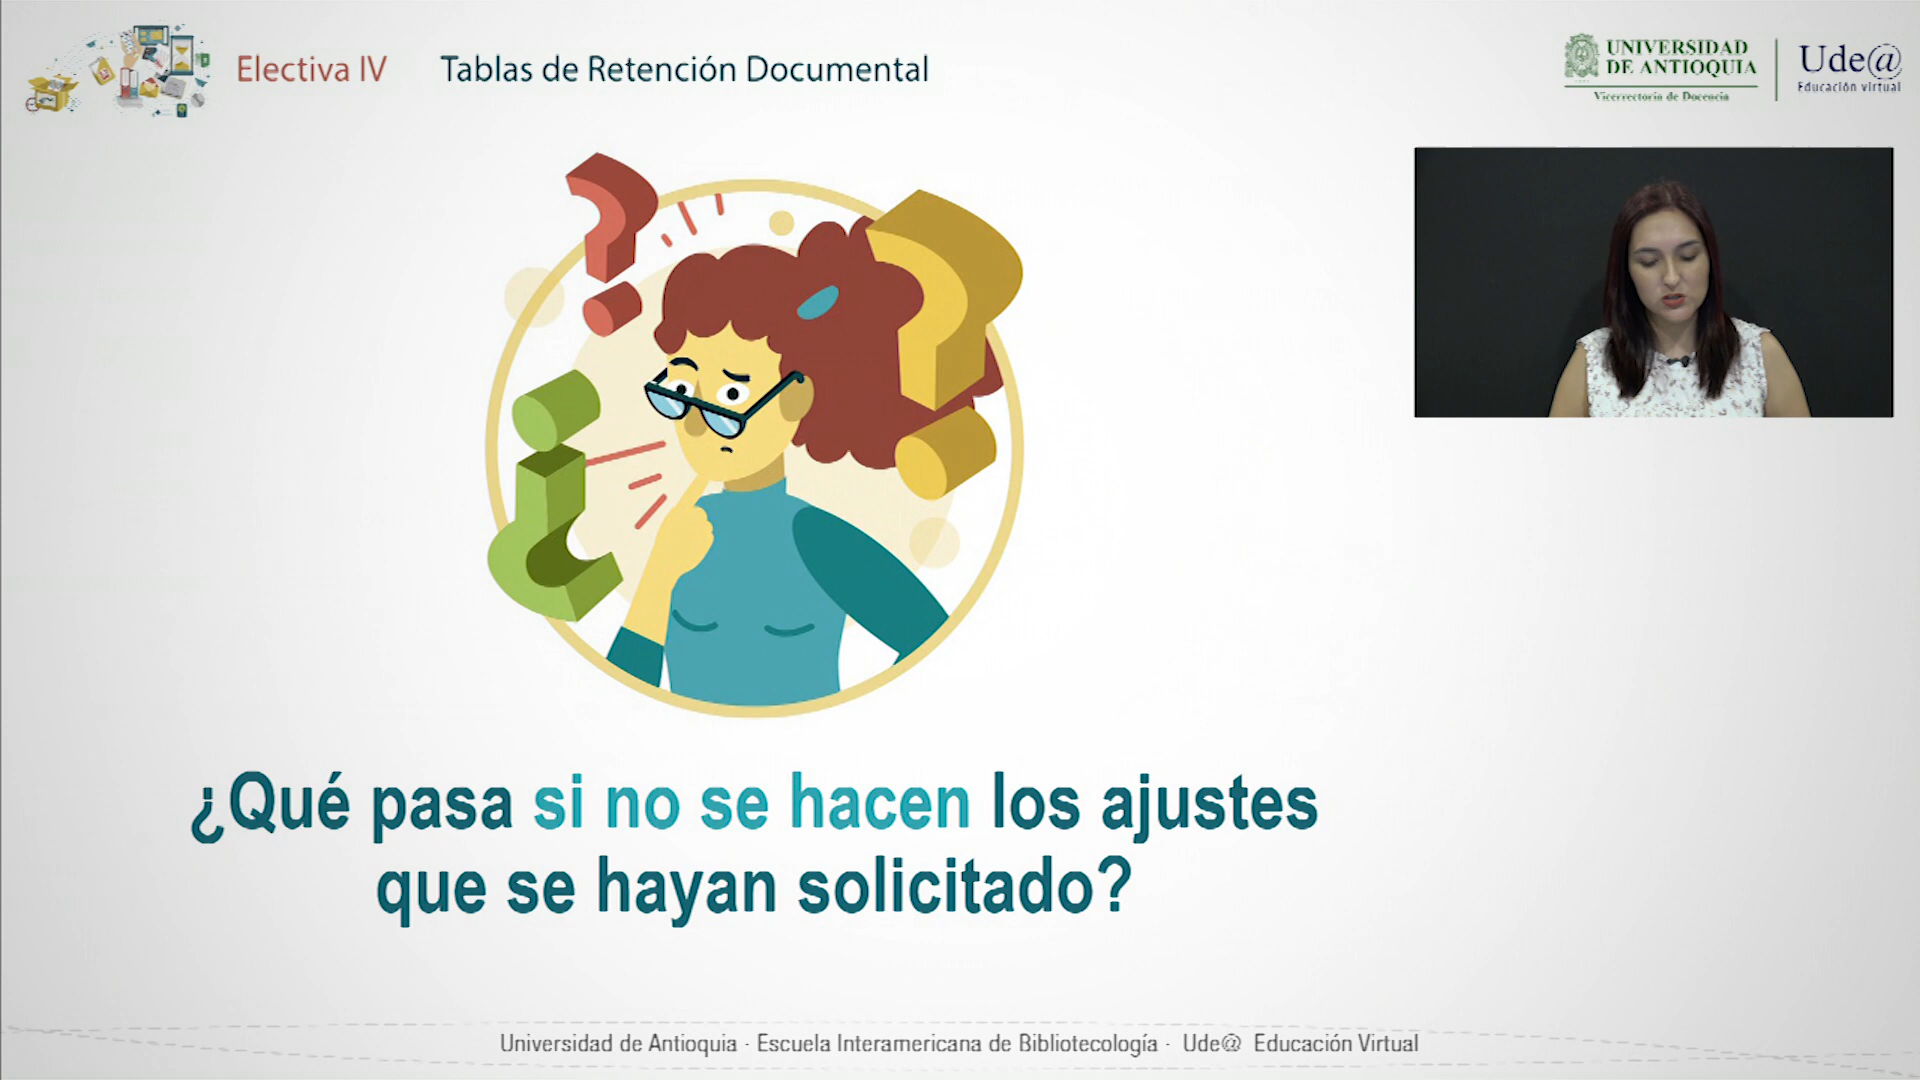 Electiva IV
Tablas de Retención Documental
UNIVERSIDAD
DE ANTIOQUIA
Vicerrectoría de Docencia
Ude@
Educación virtual
¿Qué pasa si no se hacen los ajustes
que se hayan solicitado?
Universidad de Antioquia · Escuela Interamericana de Bibliotecología · Ude@ Educación Virtual